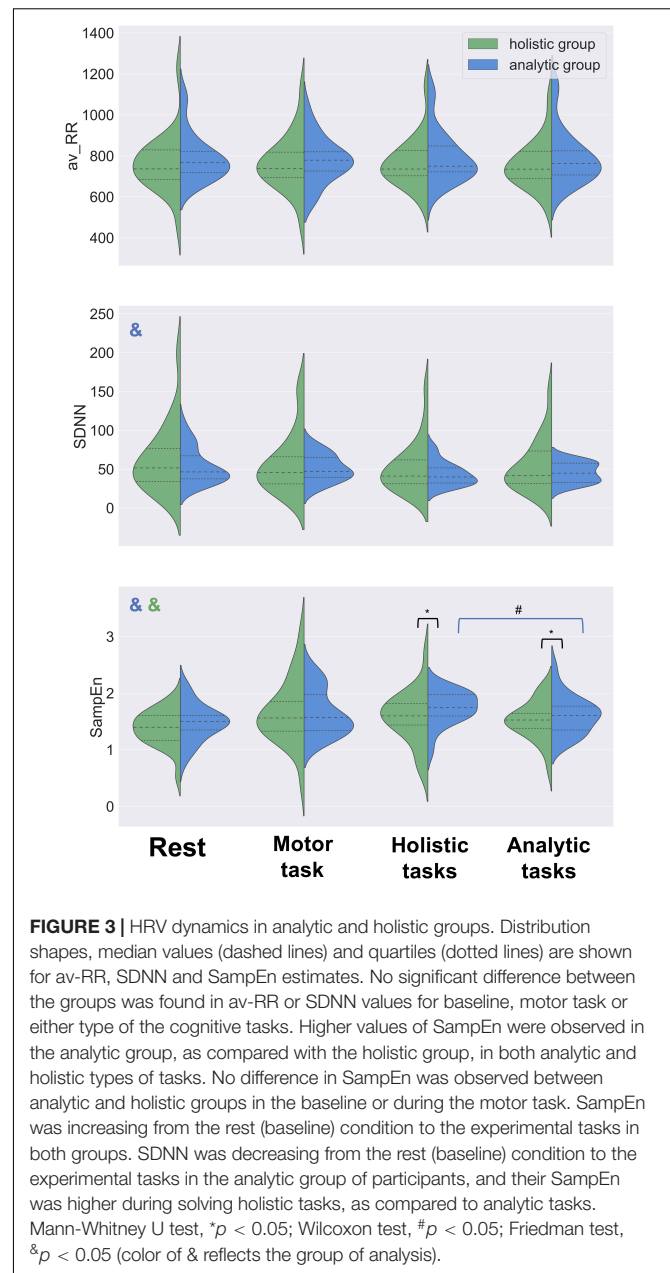 1400
1200
1000
800
600
400
av_RR
holistic group
analytic group
250
200
150
100
50
0
SDNN
&
3
2
1
0
SampEn
& &
*
#
*
Rest
Motor
task
Holistic
tasks
Analytic
tasks
FIGURE 3 | HRV dynamics in analytic and holistic groups. Distribution
shapes, median values (dashed lines) and quartiles (dotted lines) are shown
for av-RR, SDNN and SampEn estimates. No significant difference between
the groups was found in av-RR or SDNN values for baseline, motor task or
either type of the cognitive tasks. Higher values of SampEn were observed in
the analytic group, as compared with the holistic group, in both analytic and
holistic types of tasks. No difference in SampEn was observed between
analytic and holistic groups in the baseline or during the motor task. SampEn
was increasing from the rest (baseline) condition to the experimental tasks in
both groups. SDNN was decreasing from the rest (baseline) condition to the
experimental tasks in the analytic group of participants, and their SampEn
was higher during solving holistic tasks, as compared to analytic tasks.
Mann-Whitney U test, *p < 0.05; Wilcoxon test, #p < 0.05; Friedman test,
&p < 0.05 (color of & reflects the group of analysis).